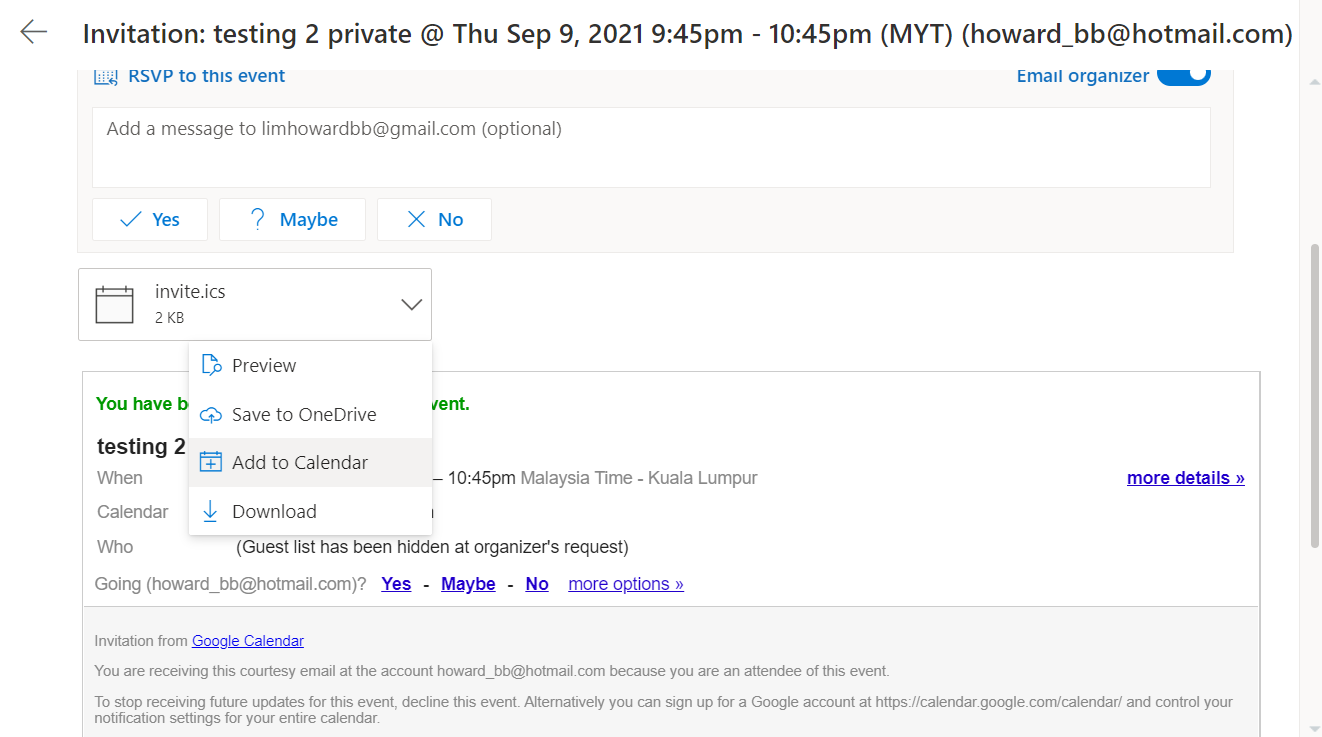 Invitation: testing 2 private @ Thu Sep 9, 2021 9:45pm - 10:45pm (MYT) (howard_bb@hotmail.com)
RSVP to this event Email organizer
Add a message to limhowardbb@gmail.com (optional)
Yes Maybe No
invite.ics
2 KB
Preview
You have b vent.
Save to OneDrive
testing 2
Add to Calendar
When – 10:45pm Malaysia Time - Kuala Lumpur more details »
Calendar
Download
Who (Guest list has been hidden at organizer's request)
Going (howard_bb@hotmail.com)? Yes - Maybe - No more options »
Invitation from Google Calendar
You are receiving this courtesy email at the account howard_bb@hotmail.com because you are an attendee of this event.
To stop receiving future updates for this event, decline this event. Alternatively you can sign up for a Google account at https://calendar.google.com/calendar/ and control your
notification settings for your entire calendar.